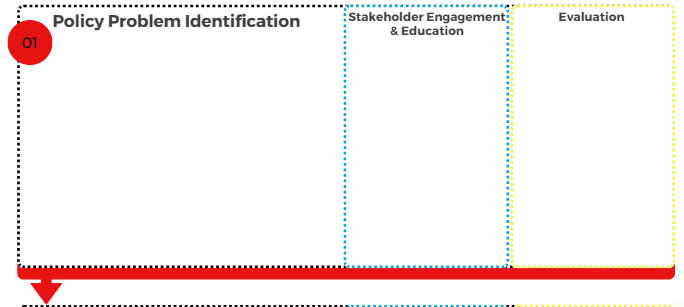 01
Policy Problem Identification
Stakeholder Engagement
& Education
Evaluation